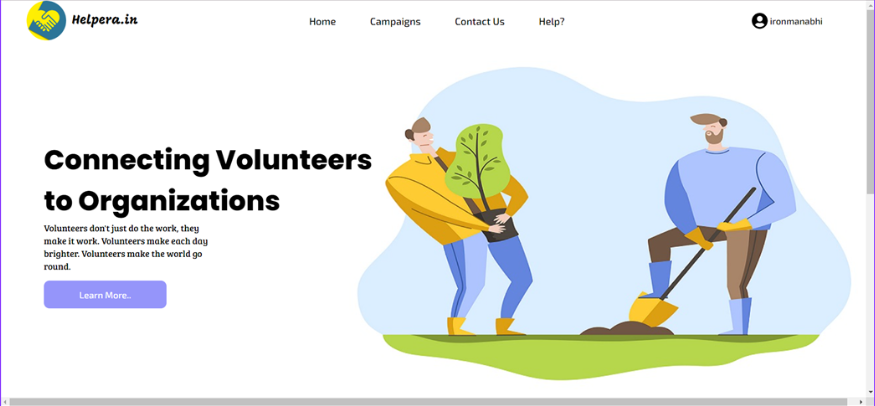 Helpera.in
Home Campaigns Contact Us Help? ironmanabhi
Connecting Volunteers
to Organizations
Volunteers don't just do the work, they
make it work. Volunteers make each day
brighter. Volunteers make the world go
round.
Learn More..